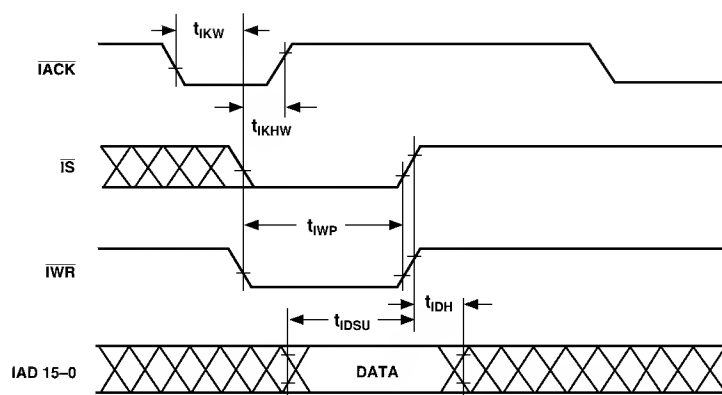 tIKW
IACK
tIKHW
IS
tIWP
IWR
tIDH
tIDSU
IAD 15–0
DATA